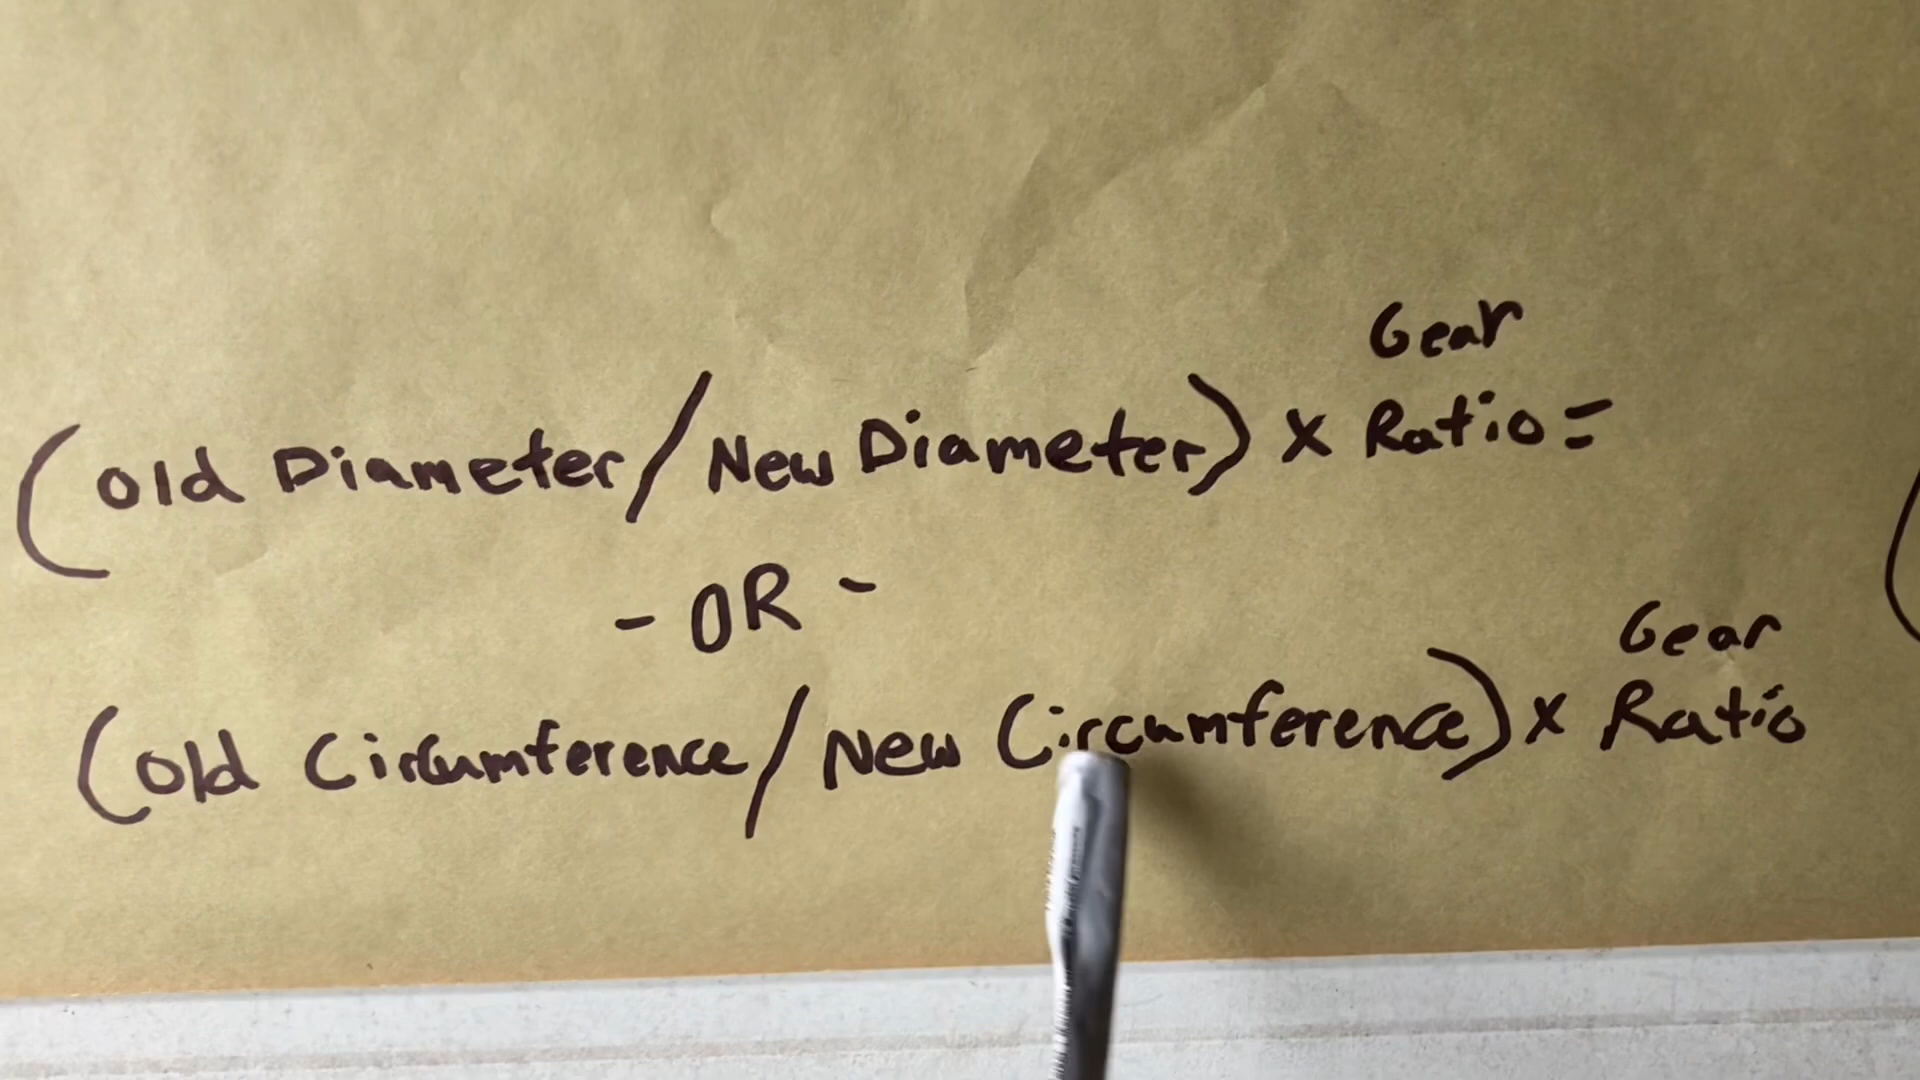 Gear
(Old Diameter/New Diameter) x Ratio =
- OR -
Gear
(Old Circumference/New Circumference) x Ratio